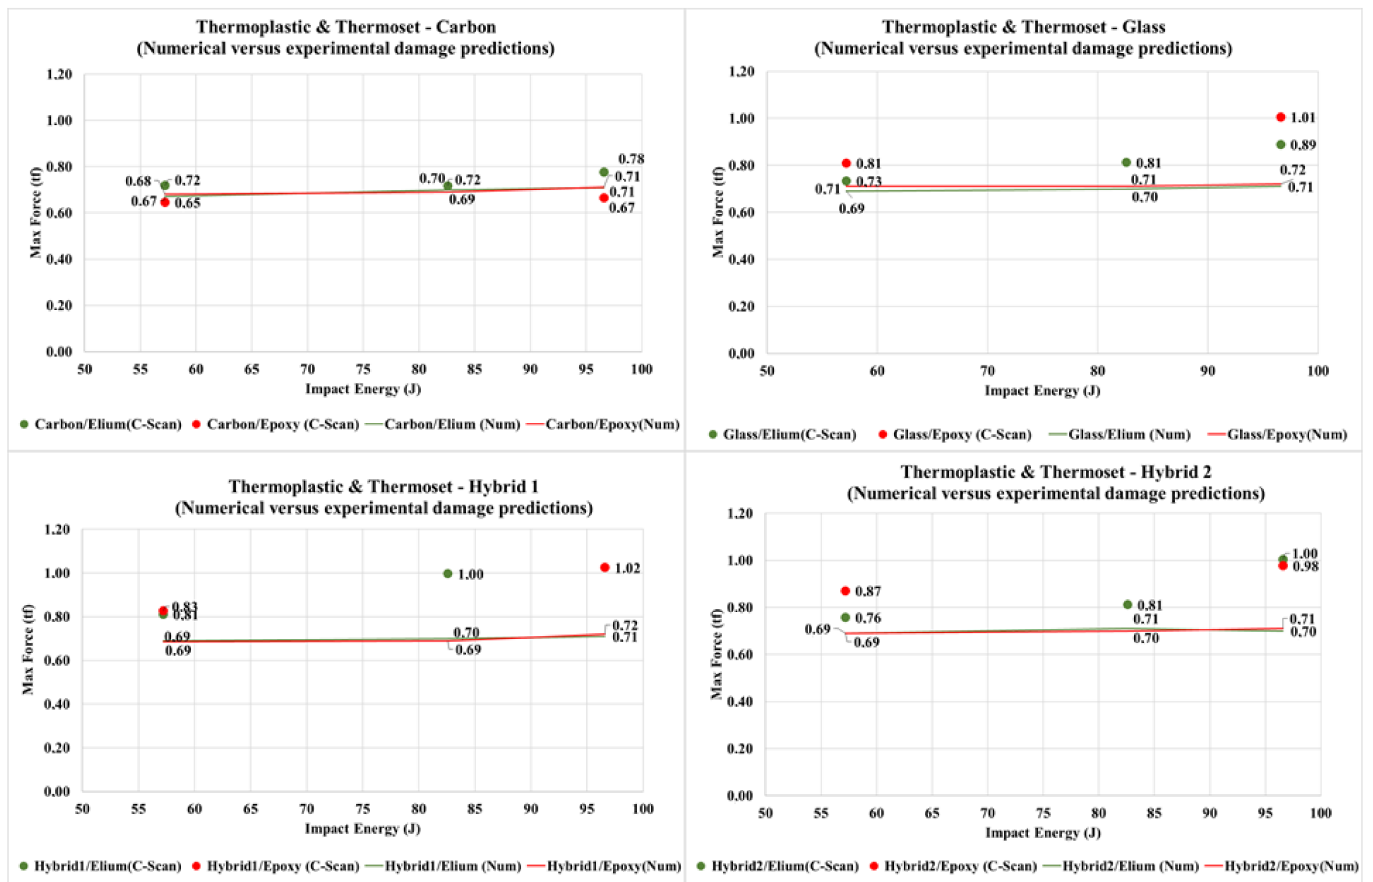 Thermoplastic & Thermoset - Carbon
(Numerical versus experimental damage predictions)
1.20
1.00
0.80
0.60
0.40
0.20
0.00
Max Force (tf)
0.68
0.72
0.67
0.65
0.70
0.72
0.69
0.78
0.71
0.71
0.67
50 55 60 65 70 75 80 85 90 95 100
Impact Energy (J)
Carbon/Elium(C-Scan) Carbon/Epoxy (C-Scan) Carbon/Elium (Num) Carbon/Epoxy(Num)
Thermoplastic & Thermoset - Glass
(Numerical versus experimental damage predictions)
1.20
1.00
0.80
0.60
0.40
0.20
0.00
Max Force (tf)
0.81
0.71
0.73
0.69
0.81
0.71
0.70
1.01
0.89
0.72
0.71
50 60 70 80 90 100
Impact Energy (J)
Glass/Elium(C-Scan) Glass/Epoxy (C-Scan) Glass/Elium (Num) Glass/Epoxy(Num)
Thermoplastic & Thermoset - Hybrid 1
(Numerical versus experimental damage predictions)
1.20
1.00
0.80
0.60
0.40
0.20
0.00
Max Force (tf)
0.83
0.81
0.69
0.69
1.00
0.70
0.69
1.02
0.72
0.71
50 55 60 65 70 75 80 85 90 95 100
Impact Energy (J)
Hybrid1/Elium(C-Scan) Hybrid1/Epoxy (C-Scan) Hybrid1/Elium (Num) Hybrid1/Epoxy(Num)
Thermoplastic & Thermoset - Hybrid 2
(Numerical versus experimental damage predictions)
1.20
1.00
0.80
0.60
0.40
0.20
0.00
Max Force (tf)
0.87
0.76
0.69
0.69
0.81
0.71
0.70
1.00
0.98
0.71
0.70
50 55 60 65 70 75 80 85 90 95 100
Impact Energy (J)
Hybrid2/Elium(C-Scan) Hybrid2/Epoxy (C-Scan) Hybrid2/Elium (Num) Hybrid2/Epoxy(Num)